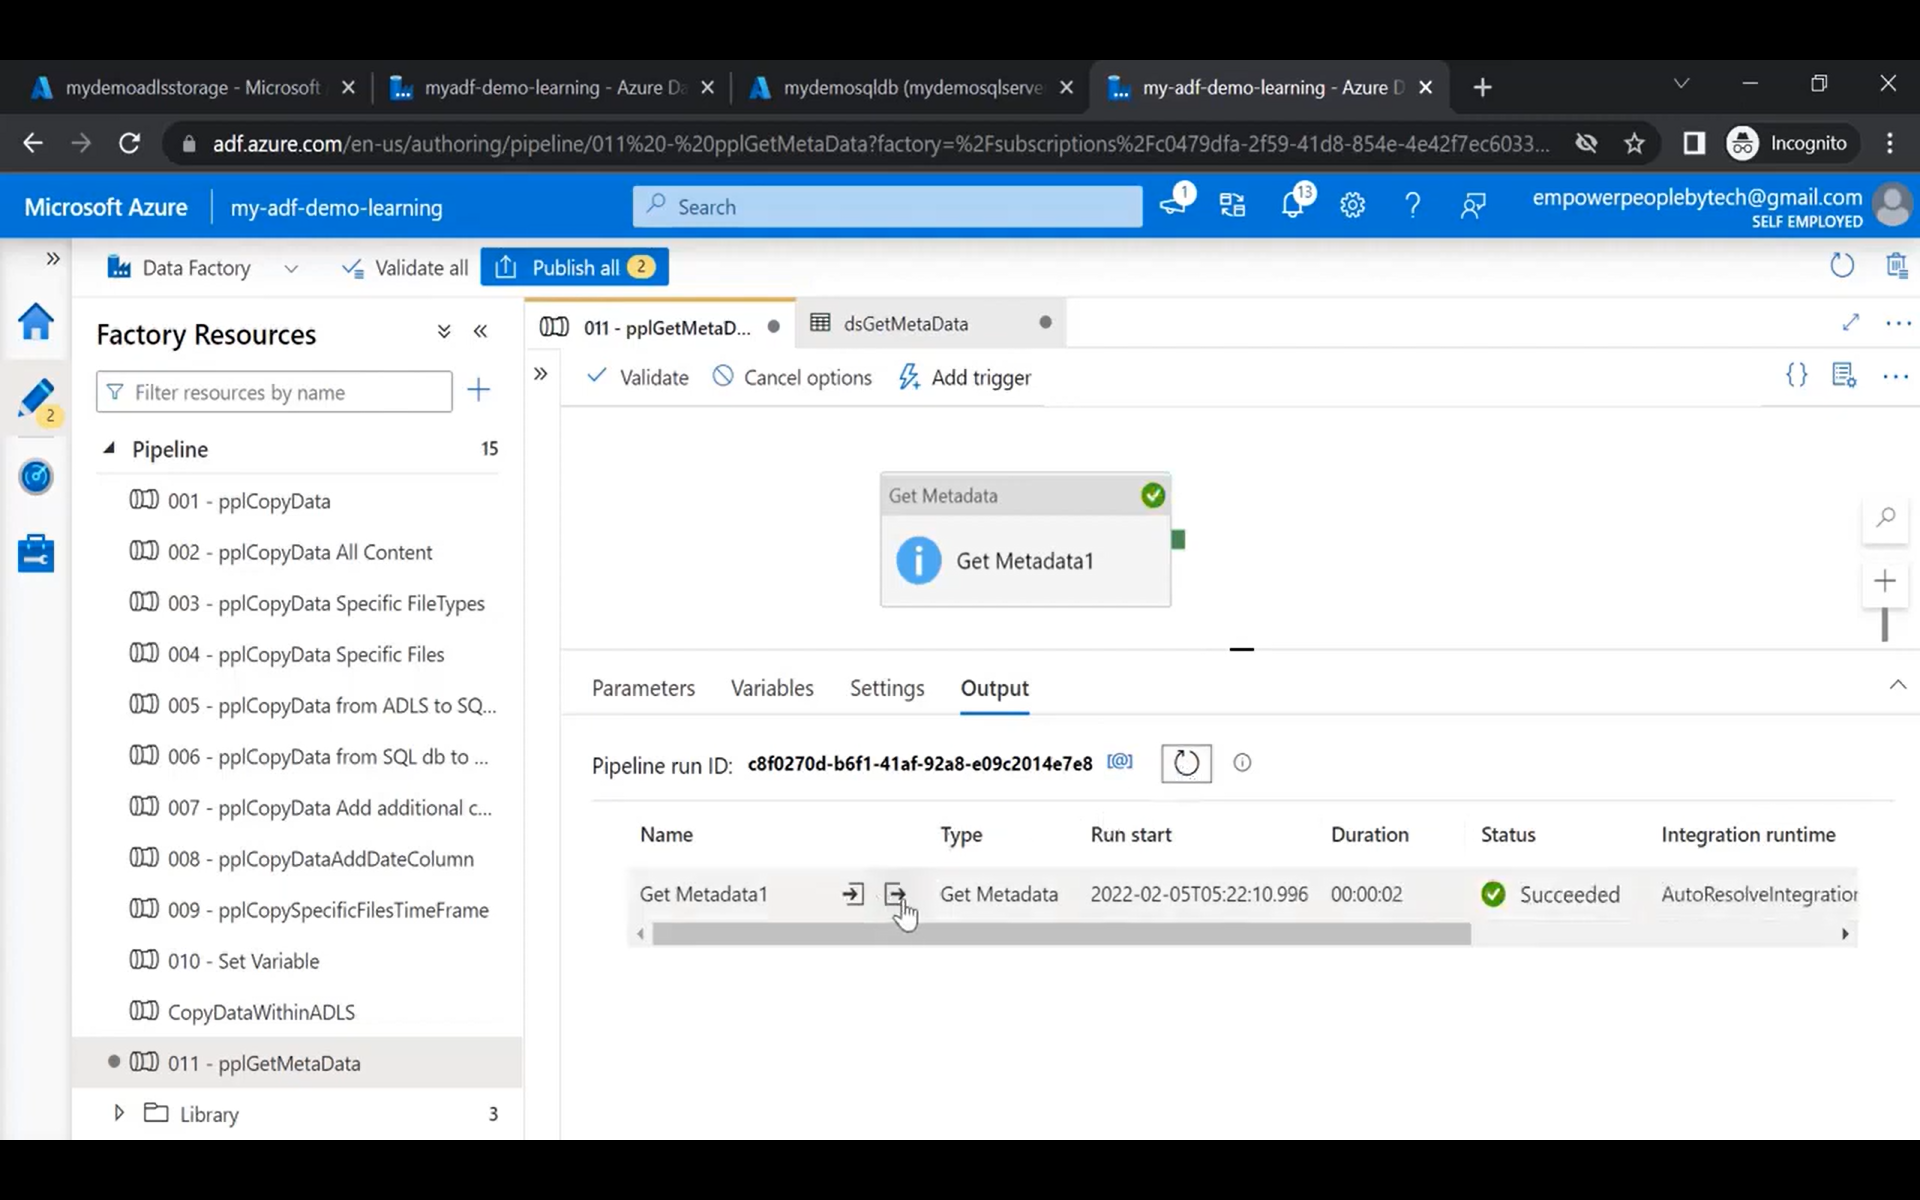 mydemoadlsstorage - Microsoft
myadf-demo-learning - Azure Da
mydemosqldb (mydemosqlserve
my-adf-demo-learning - Azure D
adf.azure.com/en-us/authoring/pipeline/011%20-%20pplGetMetaData?factory=%2Fsubscriptions%2Fc0479dfa-2f59-41d8-854e-4e42f7ec6033...
Incognito
Microsoft Azure
my-adf-demo-learning
Search
1
13
empowerpeoplebytech@gmail.com
SELF EMPLOYED
Data Factory
Validate all
Publish all 2
2
Factory Resources
Filter resources by name
Pipeline 15
001 - pplCopyData
002 - pplCopyData All Content
003 - pplCopyData Specific FileTypes
004 - pplCopyData Specific Files
005 - pplCopyData from ADLS to SQ...
006 - pplCopyData from SQL db to ...
007 - pplCopyData Add additional c...
008 - pplCopyDataAddDateColumn
009 - pplCopySpecificFilesTimeFrame
010 - Set Variable
CopyDataWithinADLS
011 - pplGetMetaData
Library 3
011 - pplGetMetaD...
dsGetMetaData
Validate
Cancel options
Add trigger
Get Metadata
Get Metadata1
Parameters Variables Settings Output
Pipeline run ID: c8f0270d-b6f1-41af-92a8-e09c2014e7e8 [@]
Name Type Run start Duration Status Integration runtime
Get Metadata1 Get Metadata 2022-02-05T05:22:10.996 00:00:02 Succeeded AutoResolveIntegration